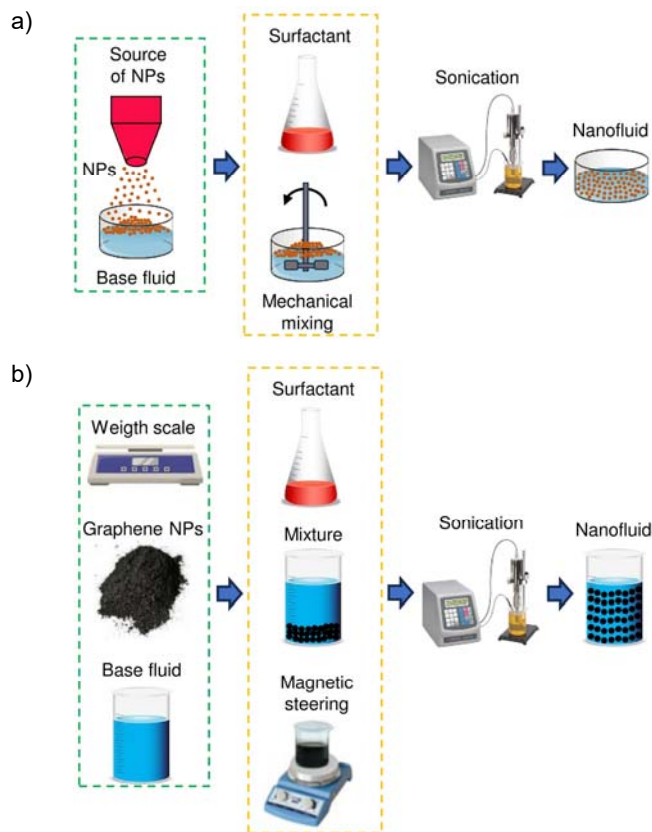 a)
Source
of NPs
NPs
Base fluid
Surfactant
Mechanical
mixing
Sonication
Nanofluid
b)
Weigth scale
Graphene NPs
Base fluid
Surfactant
Mixture
Magnetic
steering
Sonication
Nanofluid